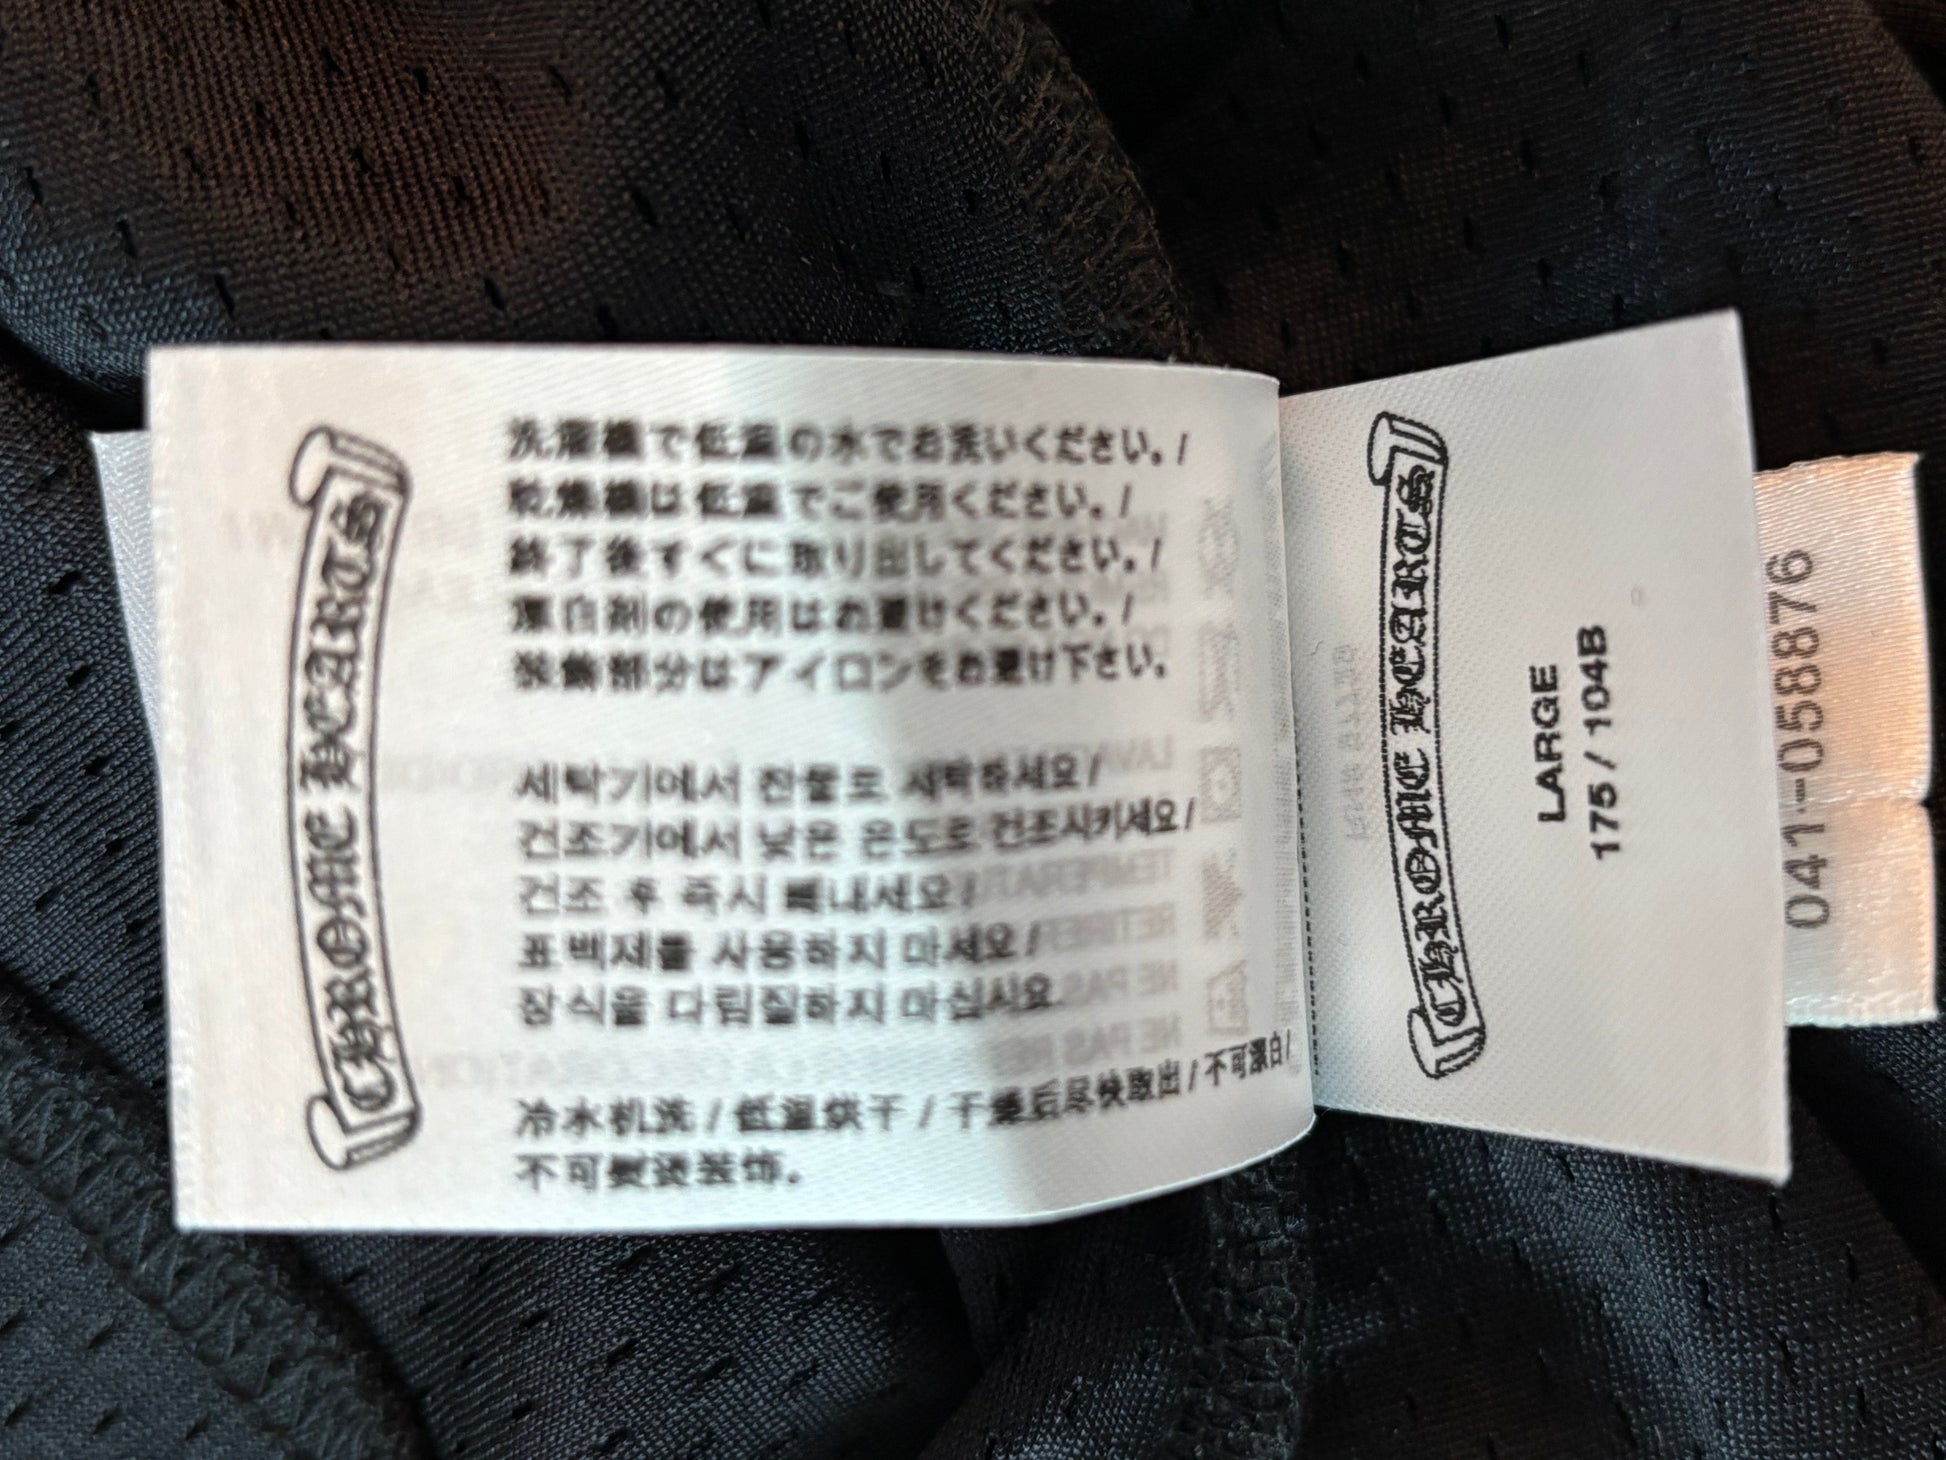 CHROME HEARTS
洗濯機で低温の水でお洗いください。/
乾燥機は低温でご使用ください。/
終了後すぐに取り出してください。/
漂白剤の使用はお避けください。/
装飾部分はアイロンをお避け下さい。
세탁기에서 찬물로 세탁하세요/
건조기에서 낮은 온도로 건조시키세요/
건조 후 즉시 빼내세요/
표백제를 사용하지 마세요/
장식을 다림질하지 마십시요.
冷水机洗/低温烘干/干燥后尽快取出/不可漂白/
不可熨烫装饰.
CHROME HEARTS
LARGE
175/104B
041-058876